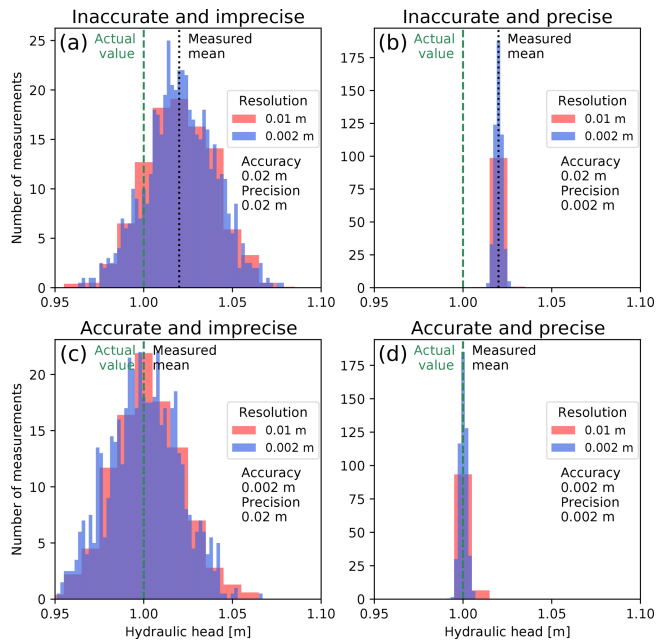 Inaccurate and imprecise
(a)
Actual
value
Measured
mean
Resolution
0.01 m
0.002 m
Accuracy
0.02 m
Precision
0.02 m
Number of measurements
25
20
15
10
5
0
0.95
1.00
1.05
1.10
Inaccurate and precise
(b)
Actual
value
Measured
mean
Resolution
0.01 m
0.002 m
Accuracy
0.02 m
Precision
0.002 m
175
150
125
100
75
50
25
0
0.95
1.00
1.05
1.10
Accurate and imprecise
(c)
Actual
value
Measured
mean
Resolution
0.01 m
0.002 m
Accuracy
0.002 m
Precision
0.02 m
Number of measurements
20
15
10
5
0
0.95
1.00
1.05
1.10
Hydraulic head [m]
Accurate and precise
(d)
Actual
value
Measured
mean
Resolution
0.01 m
0.002 m
Accuracy
0.002 m
Precision
0.002 m
175
150
125
100
75
50
25
0
0.95
1.00
1.05
1.10
Hydraulic head [m]